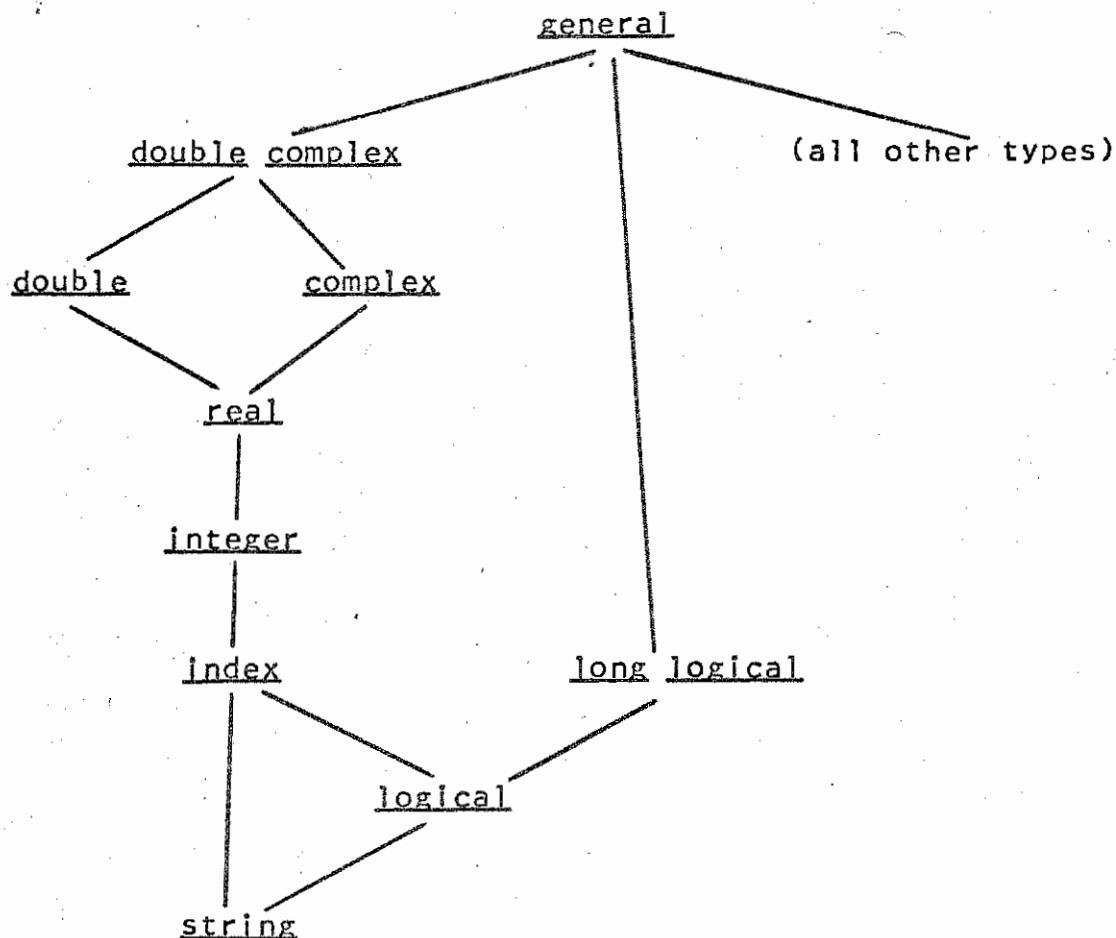 general
double complex (all other types)
double complex
real
integer
index long logical
logical
string